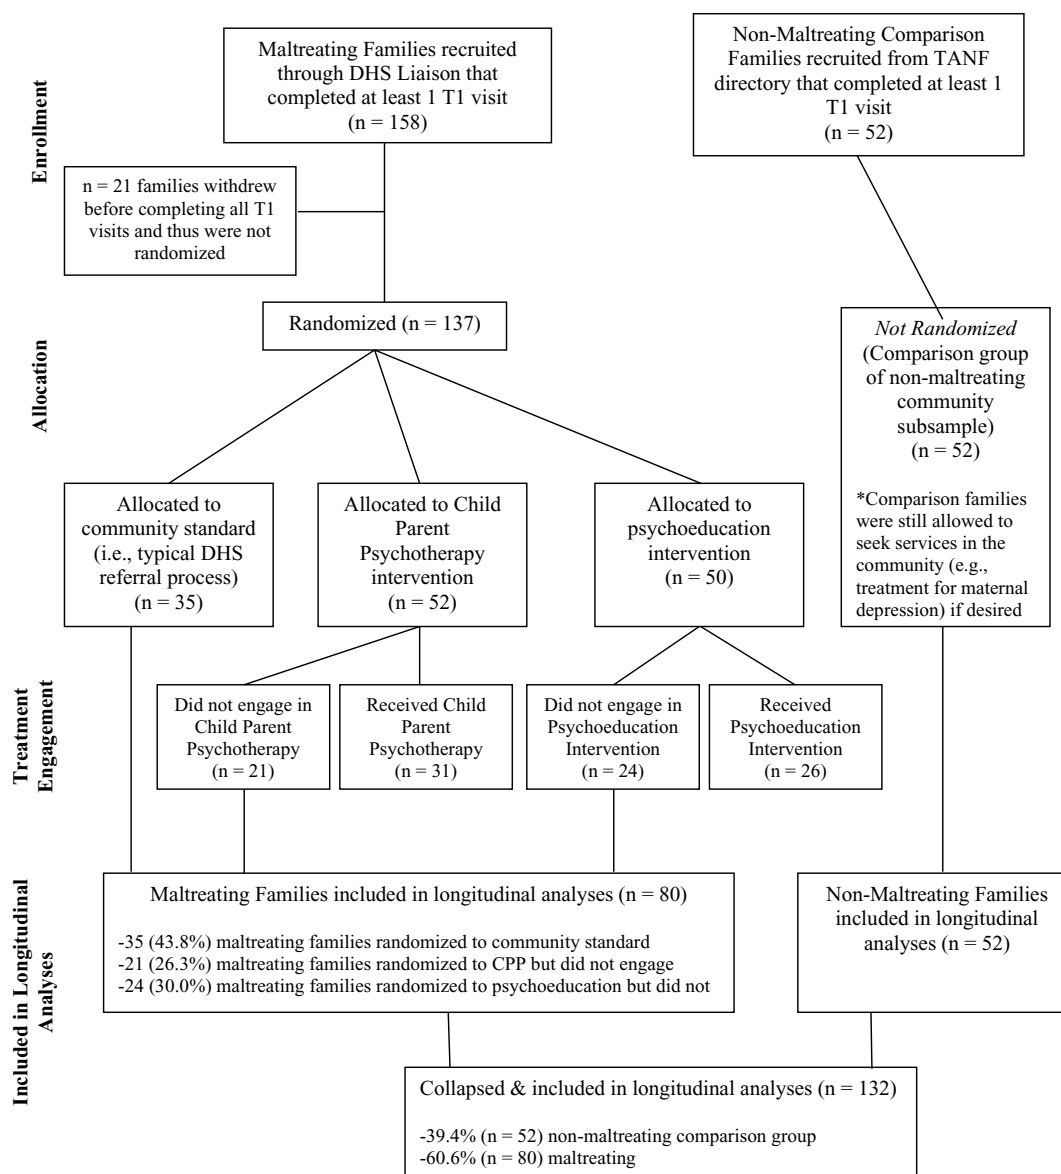 Enrollment
Maltreating Families recruited
through DHS Liaison that
completed at least 1 T1 visit
(n = 158)
Non-Maltreating Comparison
Families recruited from TANF
directory that completed at least 1
T1 visit
(n = 52)
n = 21 families withdrew
before completing all T1
visits and thus were not
randomized
Allocation
Randomized (n = 137)
Not Randomized
(Comparison group
of non-maltreating
community
subsample)
(n = 52)
*Comparison families
were still allowed to
seek services in the
community (e.g.,
treatment for maternal
depression) if desired
Allocated to
community standard
(i.e., typical DHS
referral process)
(n = 35)
Allocated to Child
Parent
Psychotherapy
intervention
(n = 52)
Allocated to
psychoeducation
intervention
(n = 50)
Treatment
Engagement
Did not engage in
Child Parent
Psychotherapy
(n = 21)
Received Child
Parent
Psychotherapy
(n = 31)
Did not engage in
Psychoeducation
Intervention
(n = 24)
Received
Psychoeducation
Intervention
(n = 26)
Included in Longitudinal
Analyses
Maltreating Families included in longitudinal analyses (n = 80)
-35 (43.8%) maltreating families randomized to community standard
-21 (26.3%) maltreating families randomized to CPP but did not engage
-24 (30.0%) maltreating families randomized to psychoeducation but did not
Non-Maltreating Families
included in longitudinal
analyses (n = 52)
Collapsed & included in longitudinal analyses (n = 132)
-39.4% (n = 52) non-maltreating comparison group
-60.6% (n = 80) maltreating